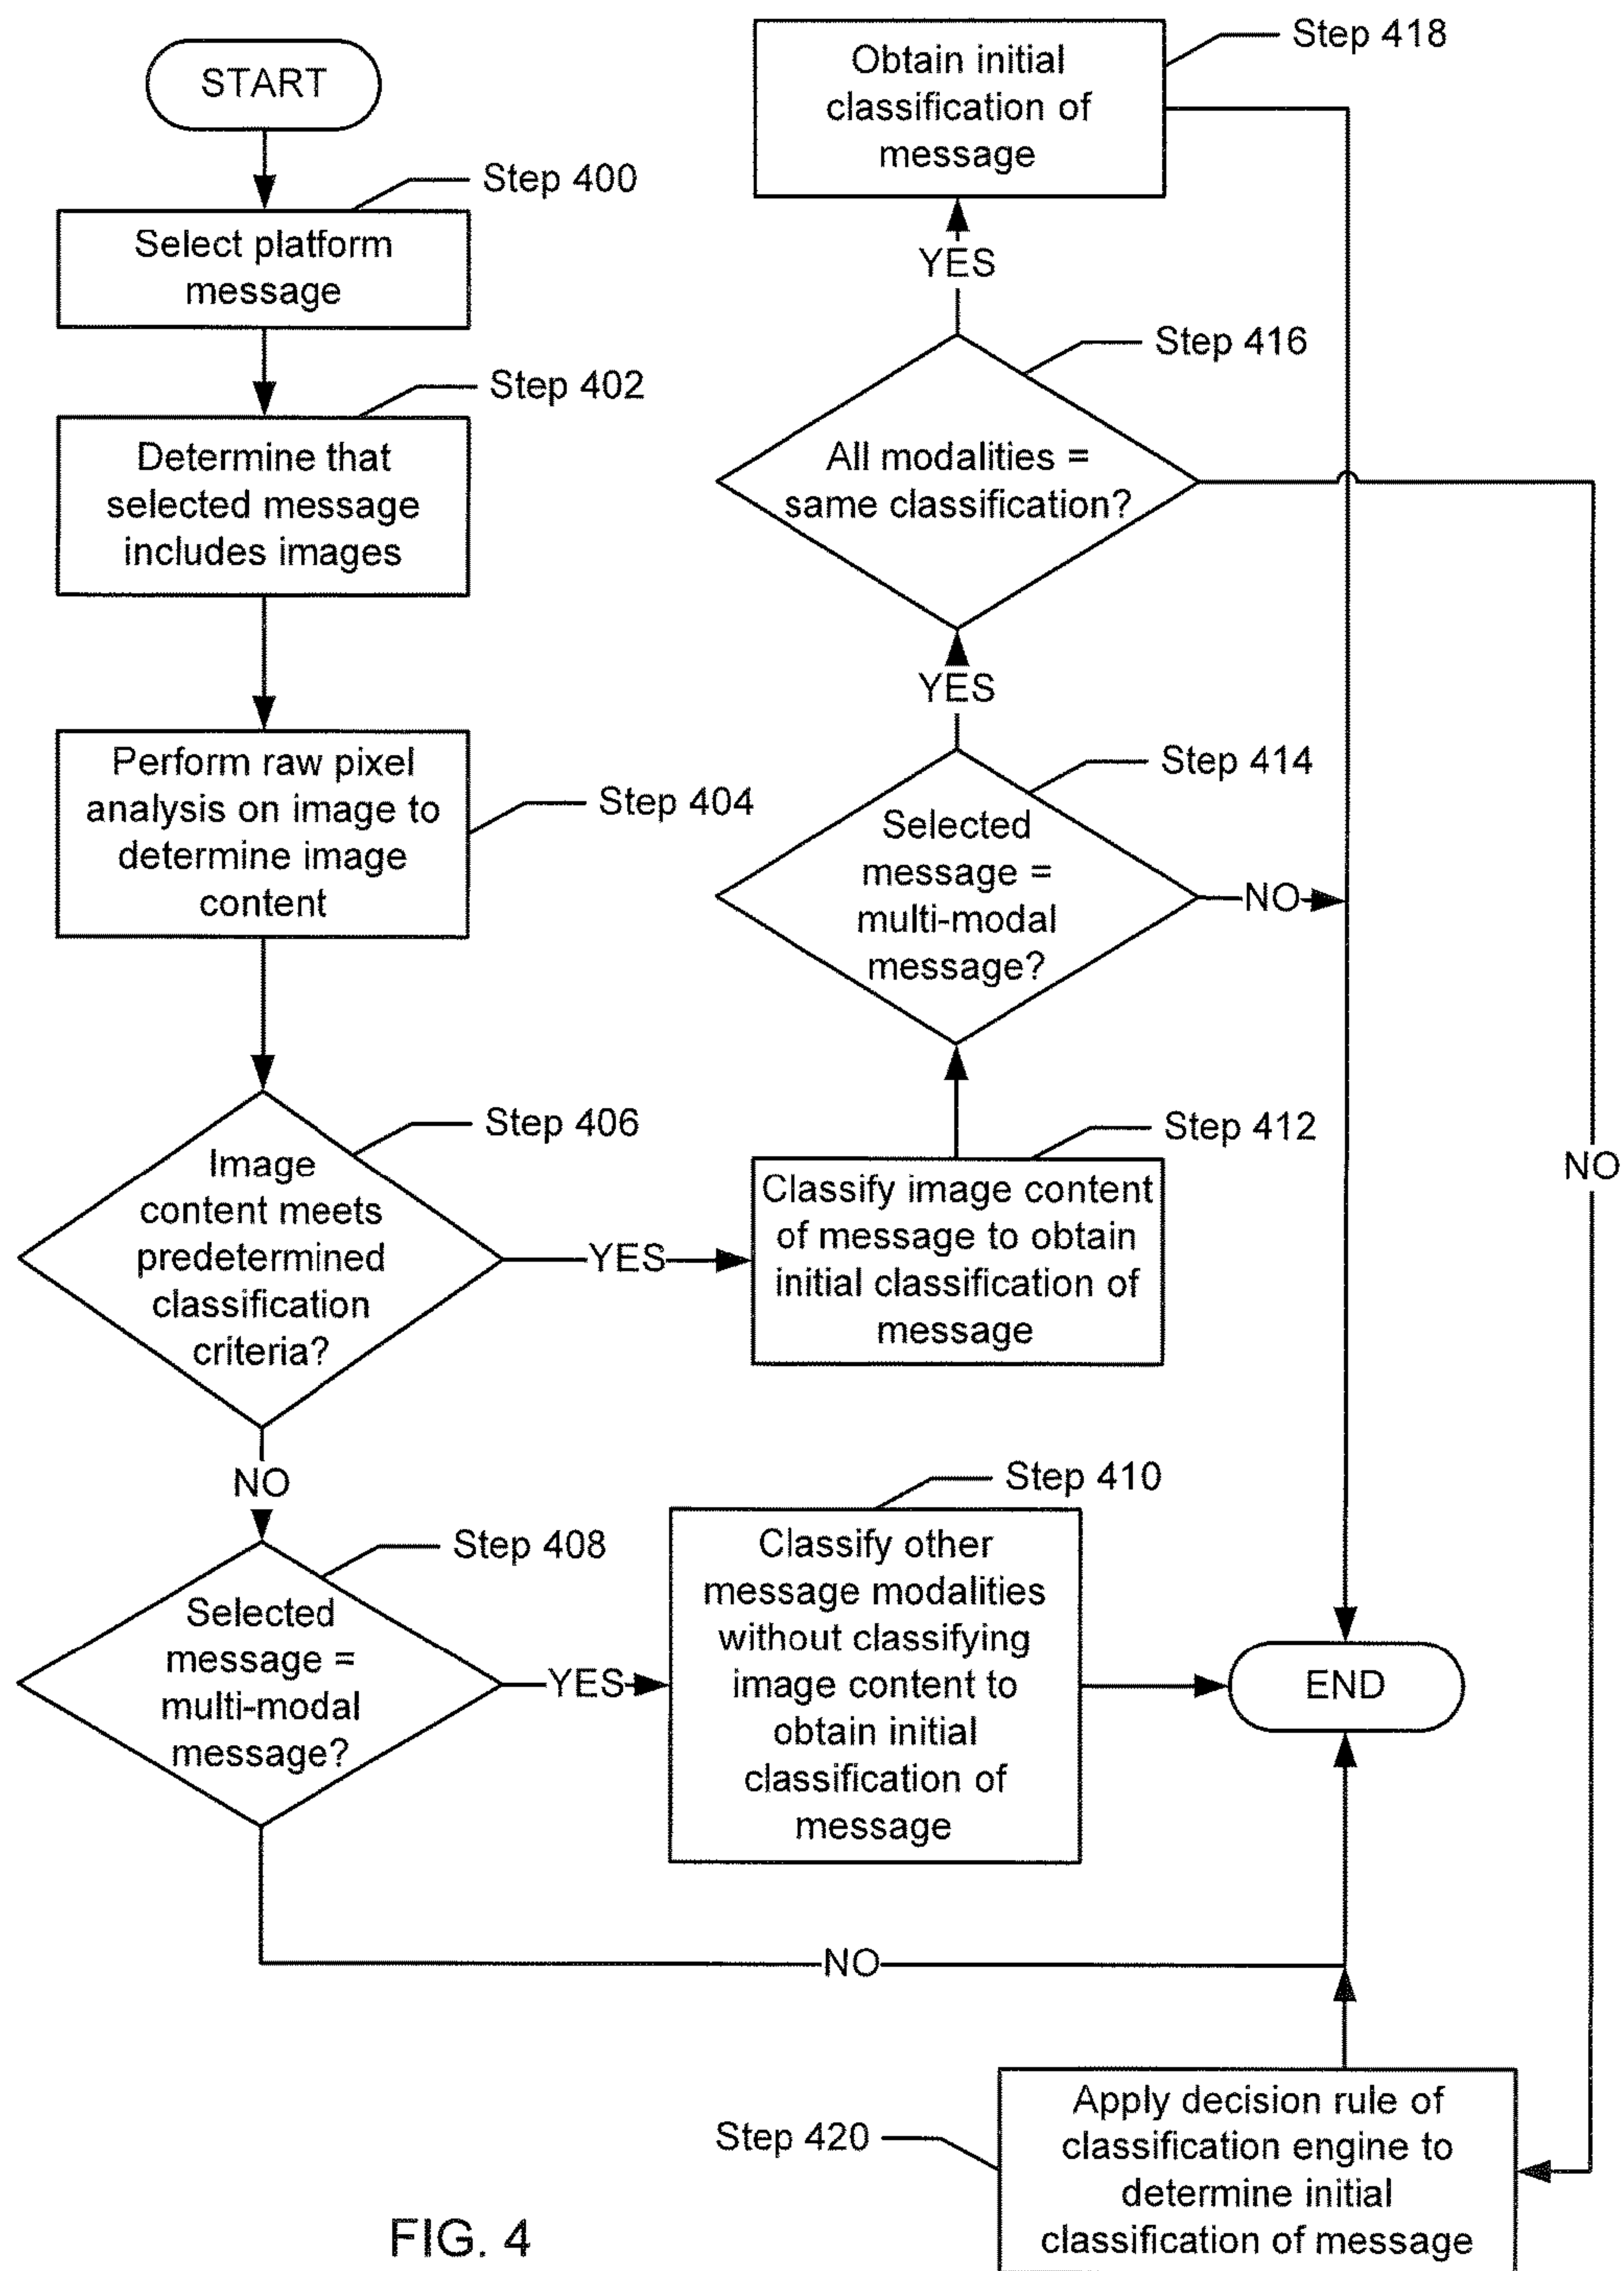 START
Step 400
Select platform
message
Step 402
Determine that
selected message
includes images
Perform raw pixel
analysis on image to
determine image
content
Step 404
Step 406
Image
content meets
predetermined
classification
criteria?
YES
NO
Step 408
Selected
message =
multi-modal
message?
YES
NO
Step 410
Classify other
message modalities
without classifying
image content to
obtain initial
classification of
message
Step 412
Classify image content
of message to obtain
initial classification of
message
Step 414
Selected
message =
multi-modal
message?
NO
YES
Step 416
All modalities =
same classification?
YES
NO
Step 418
Obtain initial
classification of
message
END
Step 420
Apply decision rule of
classification engine to
determine initial
classification of message
FIG. 4